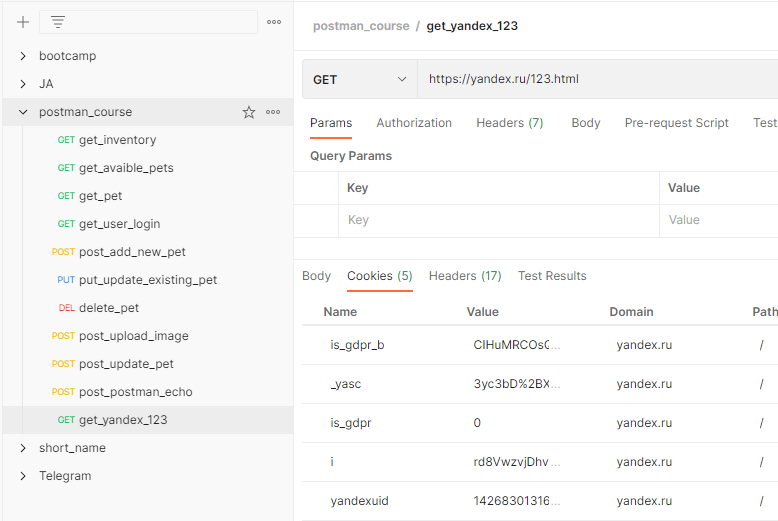 postman_course / get_yandex_123
bootcamp
JA
postman_course
GET get_inventory
GET get_avaible_pets
GET get_pet
GET get_user_login
POST post_add_new_pet
PUT put_update_existing_pet
DEL delete_pet
POST post_upload_image
POST post_update_pet
POST post_postman_echo
GET get_yandex_123
short_name
Telegram
GET https://yandex.ru/123.html
Params Authorization Headers (7) Body Pre-request Script Test
Query Params
Key Value
Key Value
Body Cookies (5) Headers (17) Test Results
Name Value Domain Path
is_gdpr_b CIHuMRCOsG... yandex.ru /
_yasc 3yc3bD%2BX... yandex.ru /
is_gdpr 0 yandex.ru /
i rd8VwzvjDhv... yandex.ru /
yandexuid 14268301316... yandex.ru /